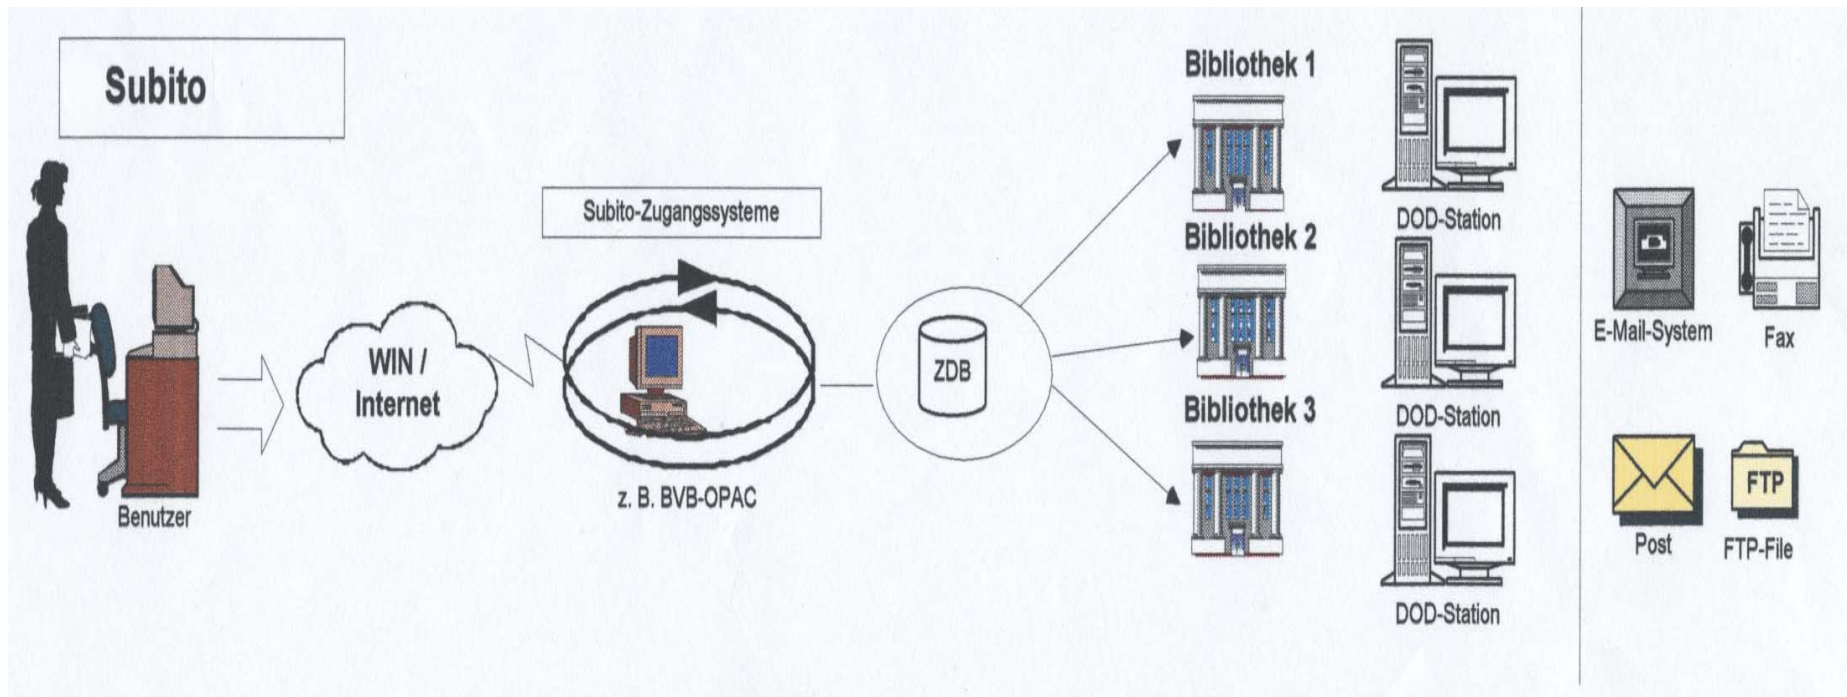 Subito
Benutzer
WIN /
Internet
Subito-Zugangssysteme
z. B. BVB-OPAC
ZDB
Bibliothek 1
DOD-Station
Bibliothek 2
DOD-Station
Bibliothek 3
DOD-Station
E-Mail-System
Fax
Post
FTP
FTP-File